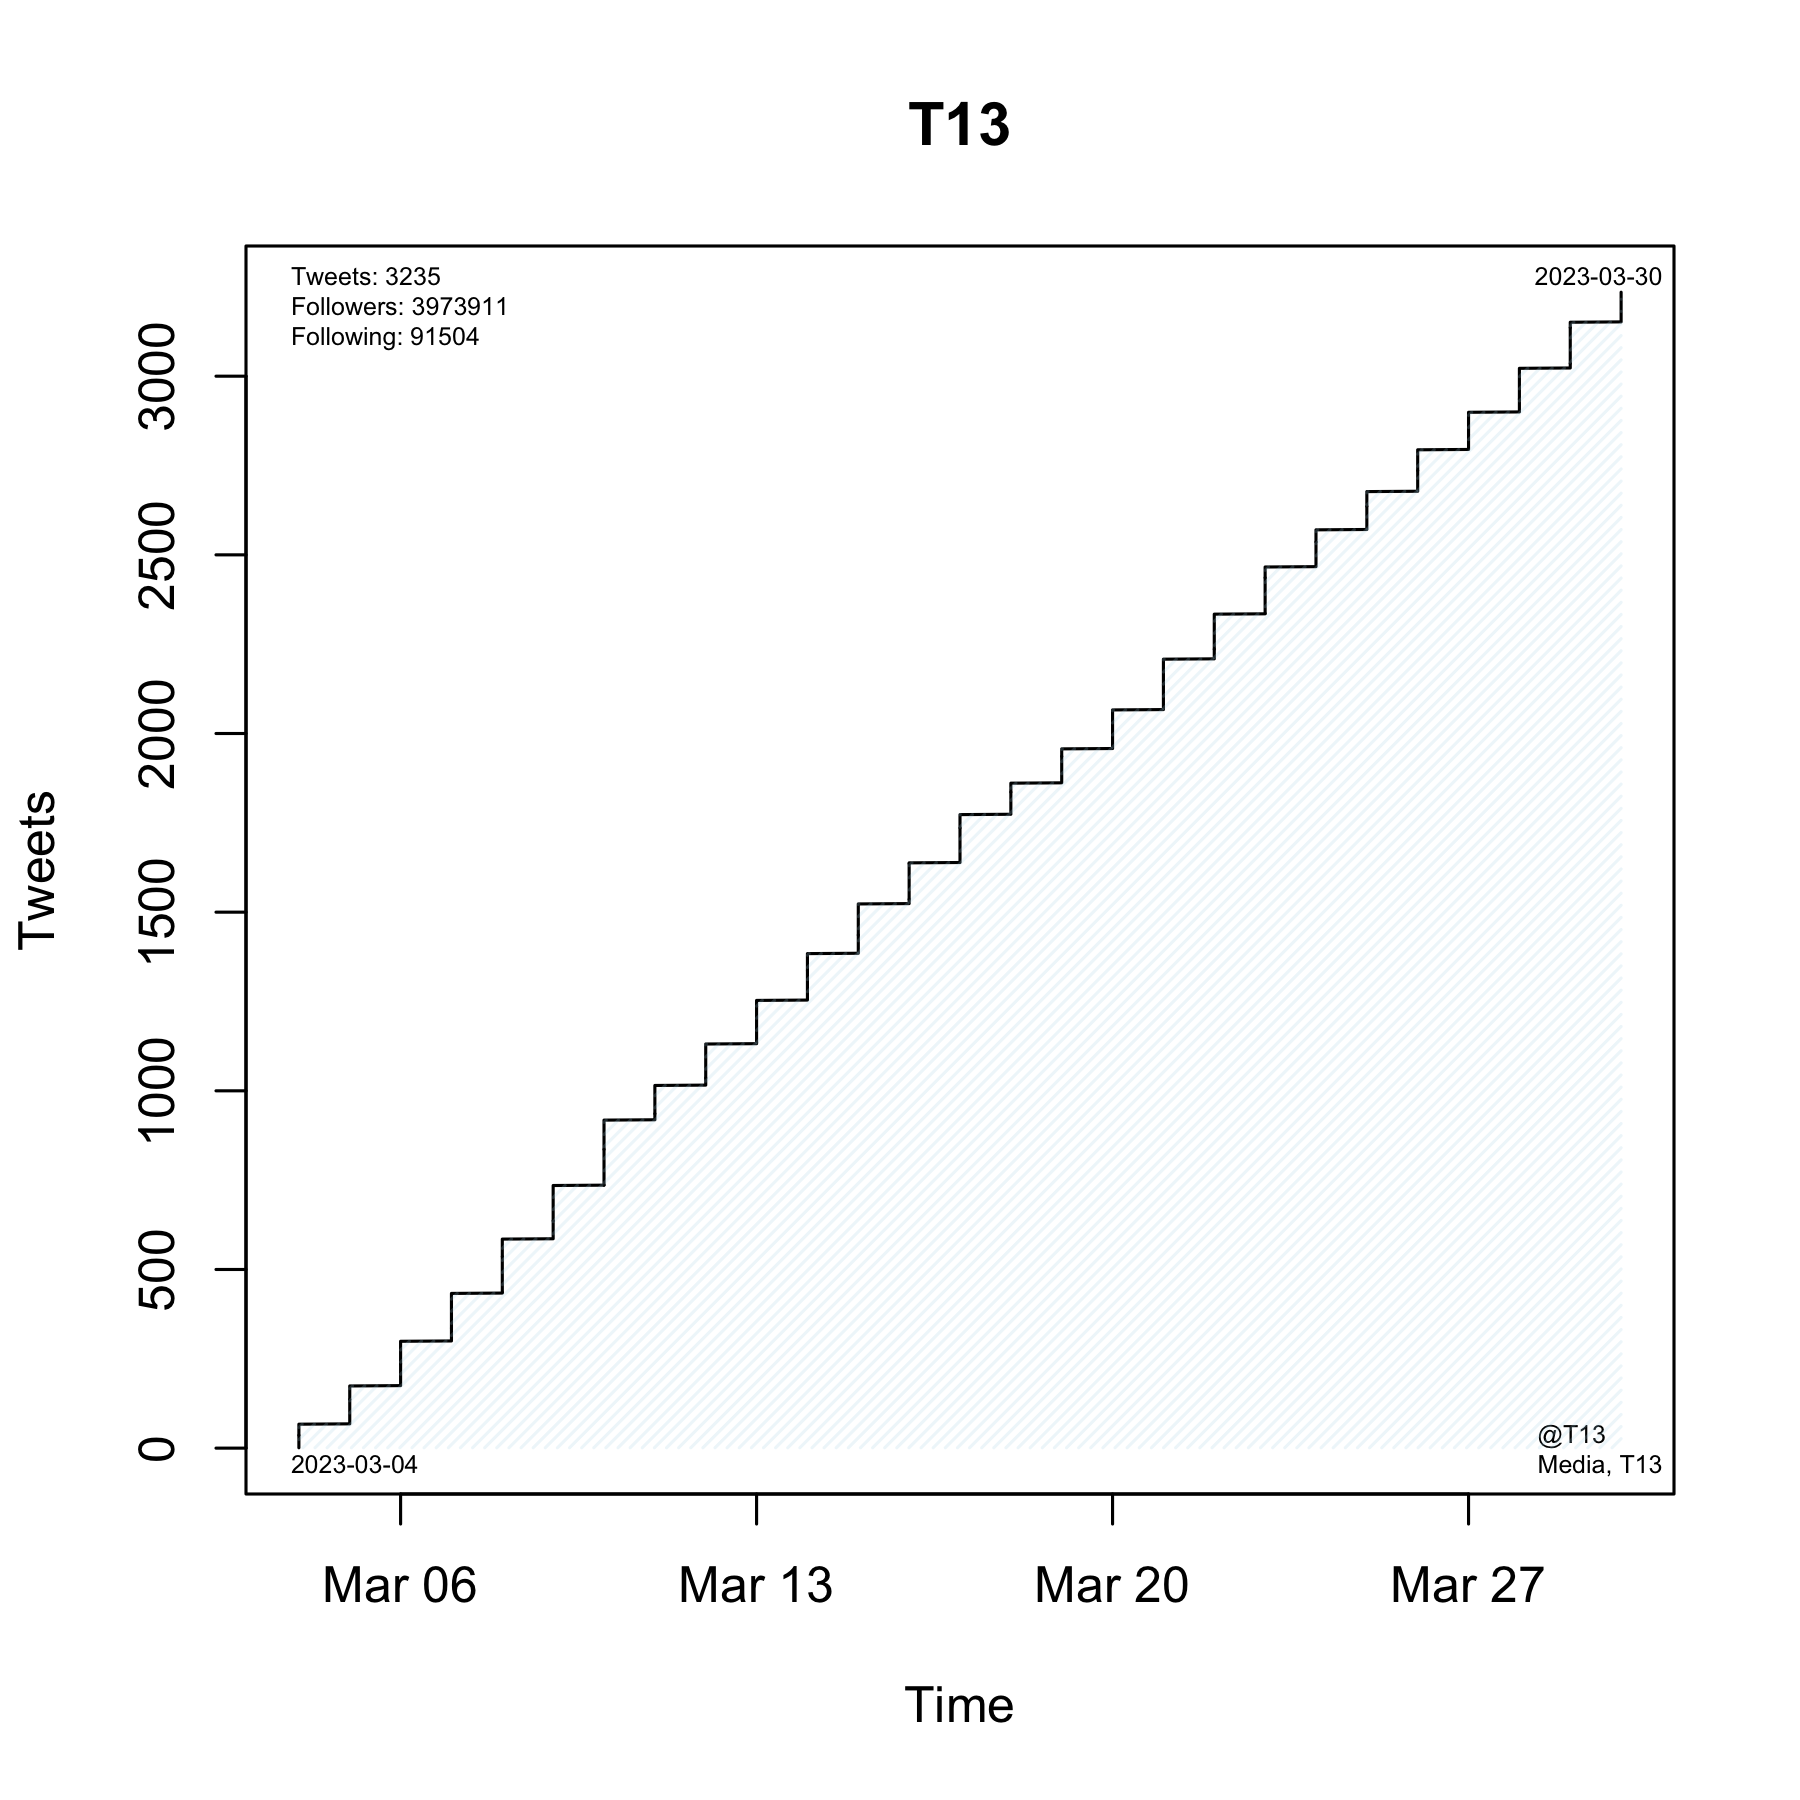 T13
Tweets: 3235
Followers: 3973911
Following: 91504
2023-03-30
3000
2500
2000
1500
1000
500
0
Tweets
2023-03-04
@T13
Media, T13
Mar 06
Mar 13
Mar 20
Mar 27
Time